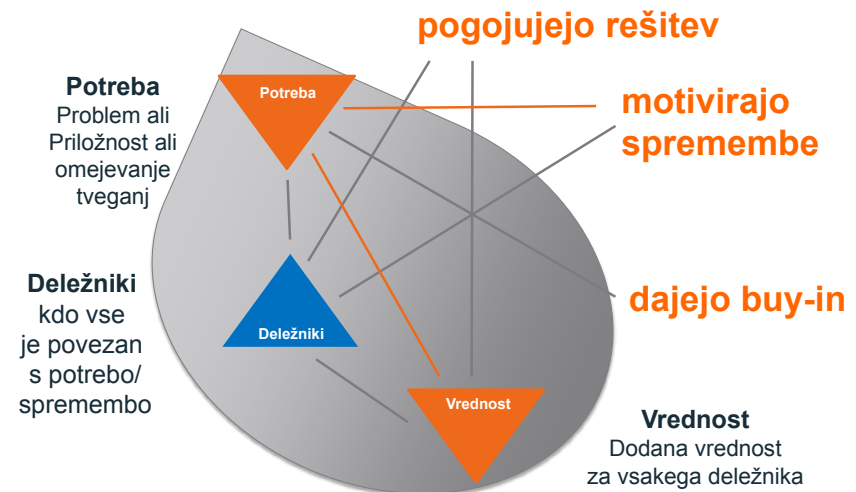 pogojujejo rešitev
Potreba
Problem ali
Priložnost ali
omejevanje
tveganj
Potreba
motivirajo
spremembe
Deležniki
kdo vse
je povezan
s potrebo/
spremembo
Deležniki
dajejo buy-in
Vrednost
Vrednost
Dodana vrednost
za vsakega deležnika